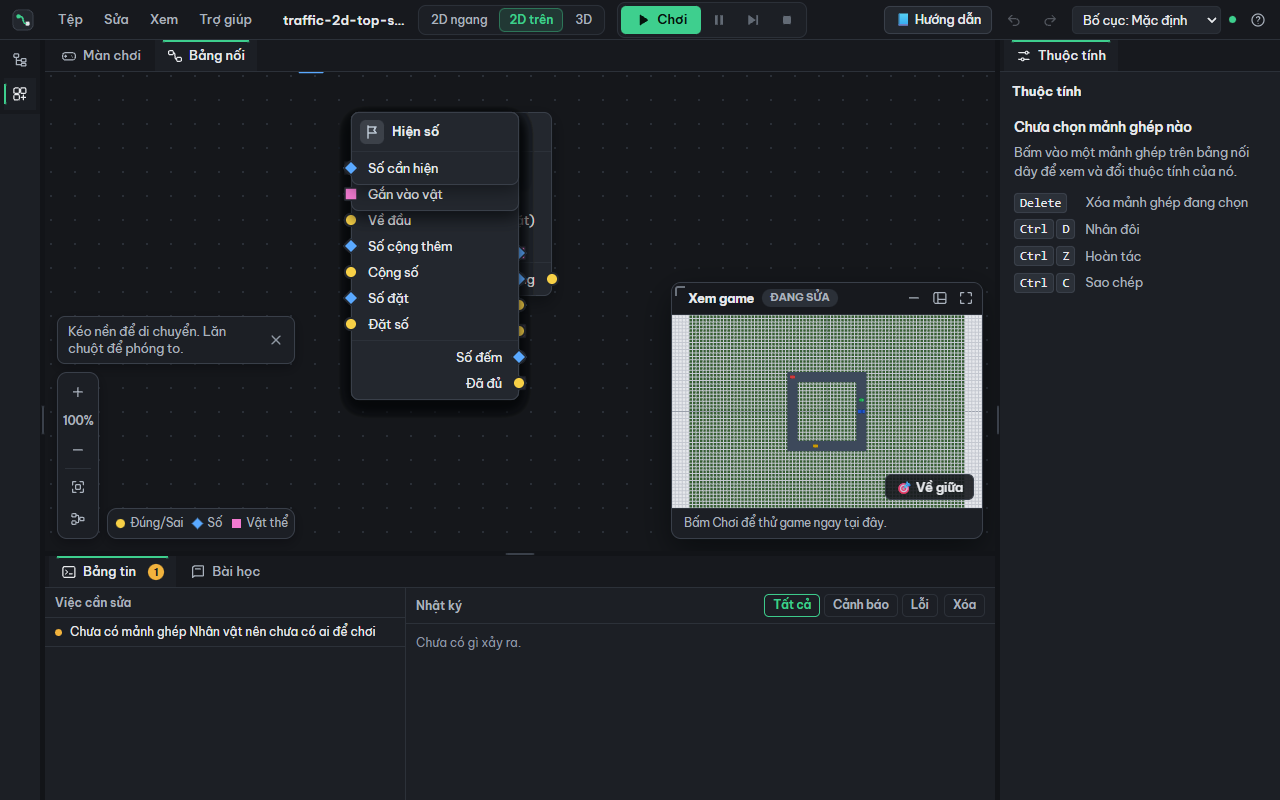 Tệp Sửa Xem Trợ giúp traffic-2d-top-s... 2D ngang 2D trên 3D Chơi Hướng dẫn Bố cục: Mặc định
Màn chơi Bảng nối
Hiện số
Số cần hiện
Gắn vào vật
Về đầu
Số cộng thêm
Cộng số
Số đặt
Đặt số
Số đếm
Đã đủ
Kéo nền để di chuyển. Lăn
chuột để phóng to.
100%
Đúng/Sai Số Vật thể
Xem game ĐANG SỬA
Về giữa
Bấm Chơi để thử game ngay tại đây.
Thuộc tính
Thuộc tính
Chưa chọn mảnh ghép nào
Bấm vào một mảnh ghép trên bảng nối
dây để xem và đổi thuộc tính của nó.
Delete Xóa mảnh ghép đang chọn
Ctrl D Nhân đôi
Ctrl Z Hoàn tác
Ctrl C Sao chép
Bảng tin 1 Bài học
Việc cần sửa
Chưa có mảnh ghép Nhân vật nên chưa có ai để chơi
Nhật ký Tất cả Cảnh báo Lỗi Xóa
Chưa có gì xảy ra.